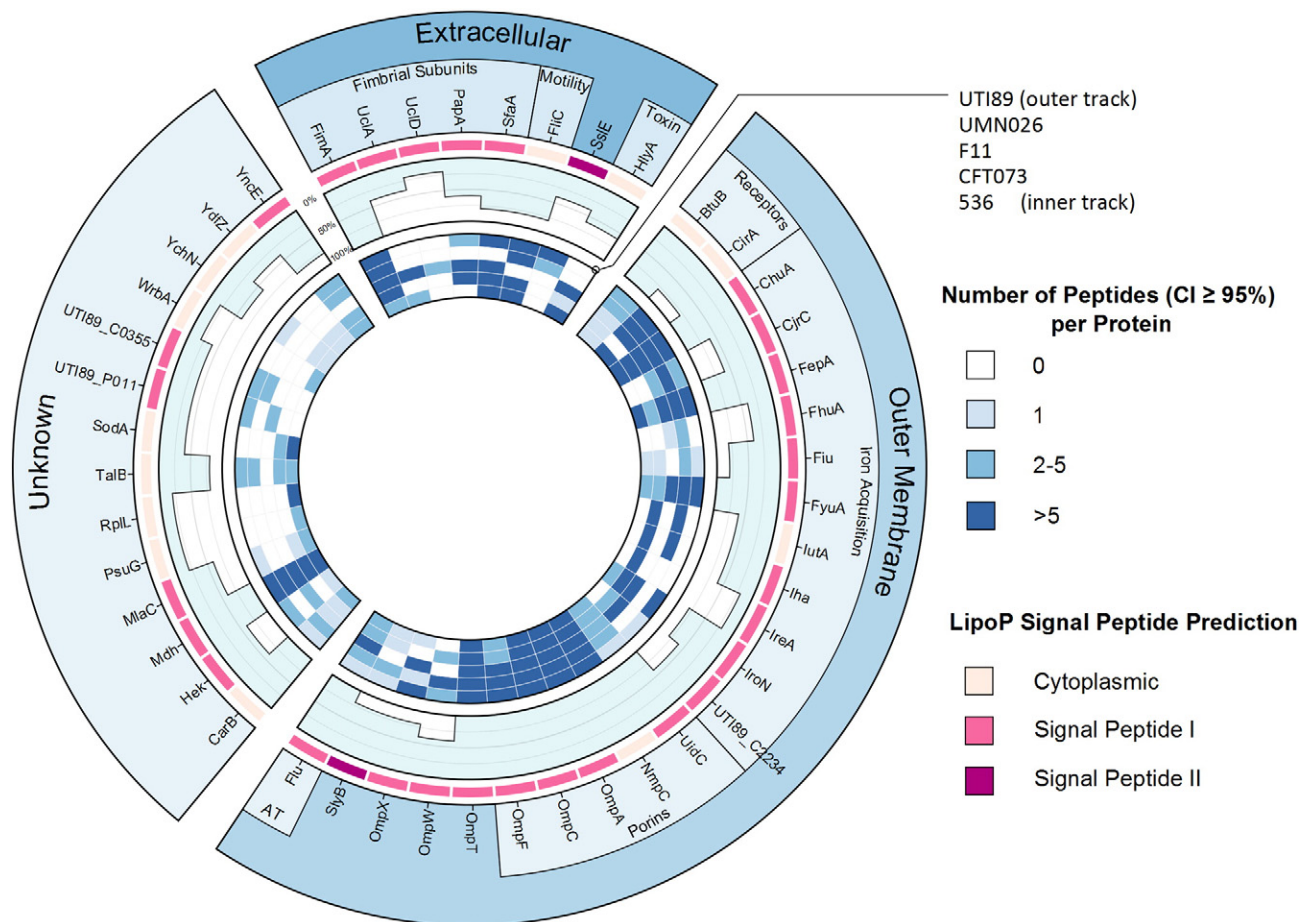 Extracellular
Fimbrial Subunits
Motility
Toxin
FimA
UclA
UclD
PapA
SfaA
FliC
SslE
HlyA
UTI89 (outer track)
UMN026
F11
CFT073
536 (inner track)
0%
50%
100%
Outer Membrane
Receptors
Iron Acquisition
Porins
AT
BtuB
CirA
ChuA
CjrC
FepA
FhuA
Fiu
FyuA
IutA
Iha
IreA
IroN
UTI89_C2234
UidC
NmpC
OmpA
OmpC
OmpF
OmpT
OmpW
OmpX
SlyB
Flu
Unknown
YncE
YdfZ
YchN
WrbA
UTI89_C0355
UTI89_P011
SodA
TalB
RplL
PsuG
MlaC
Mdh
Hek
CarB
Number of Peptides (CI ≥ 95%)
per Protein
0
1
2-5
>5
LipoP Signal Peptide Prediction
Cytoplasmic
Signal Peptide I
Signal Peptide II